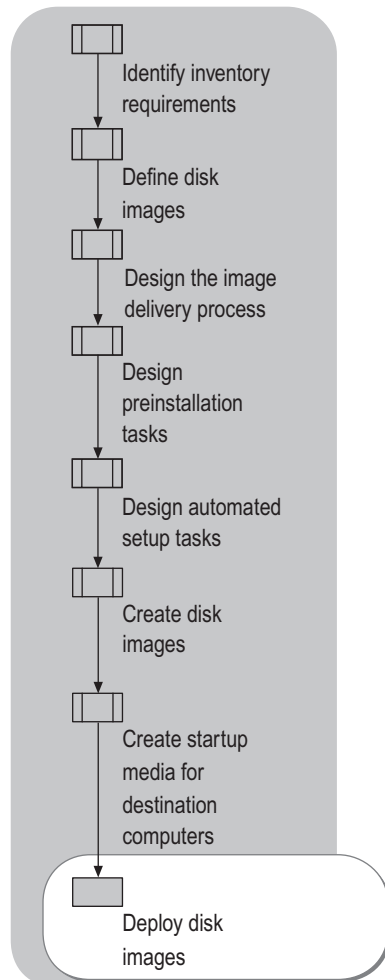 Identify inventory
requirements
Define disk
images
Design the image
delivery process
Design
preinstallation
tasks
Design automated
setup tasks
Create disk
images
Create startup
media for
destination
computers
Deploy disk
images